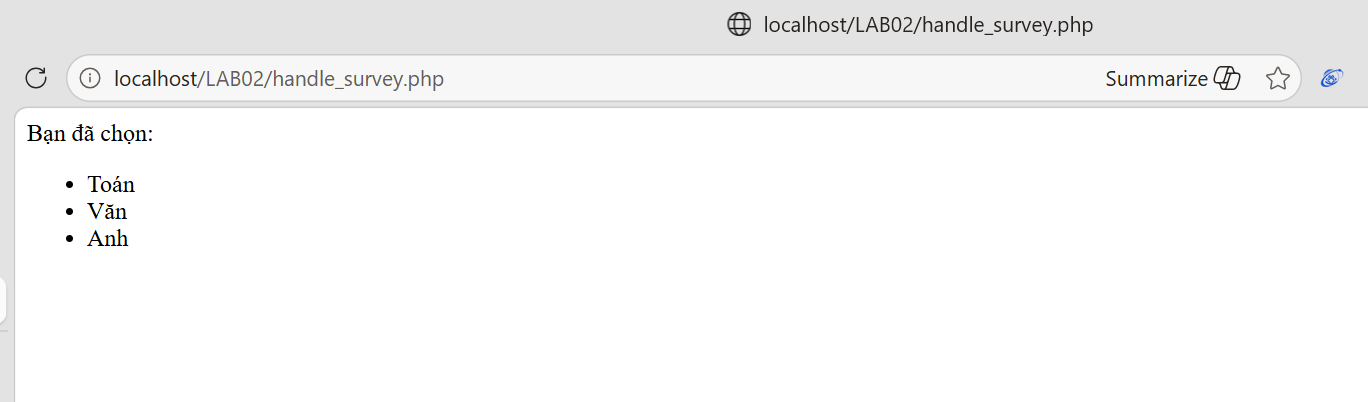 localhost/LAB02/handle_survey.php
localhost/LAB02/handle_survey.php Summarize
Bạn đã chọn:
Toán
Văn
Anh